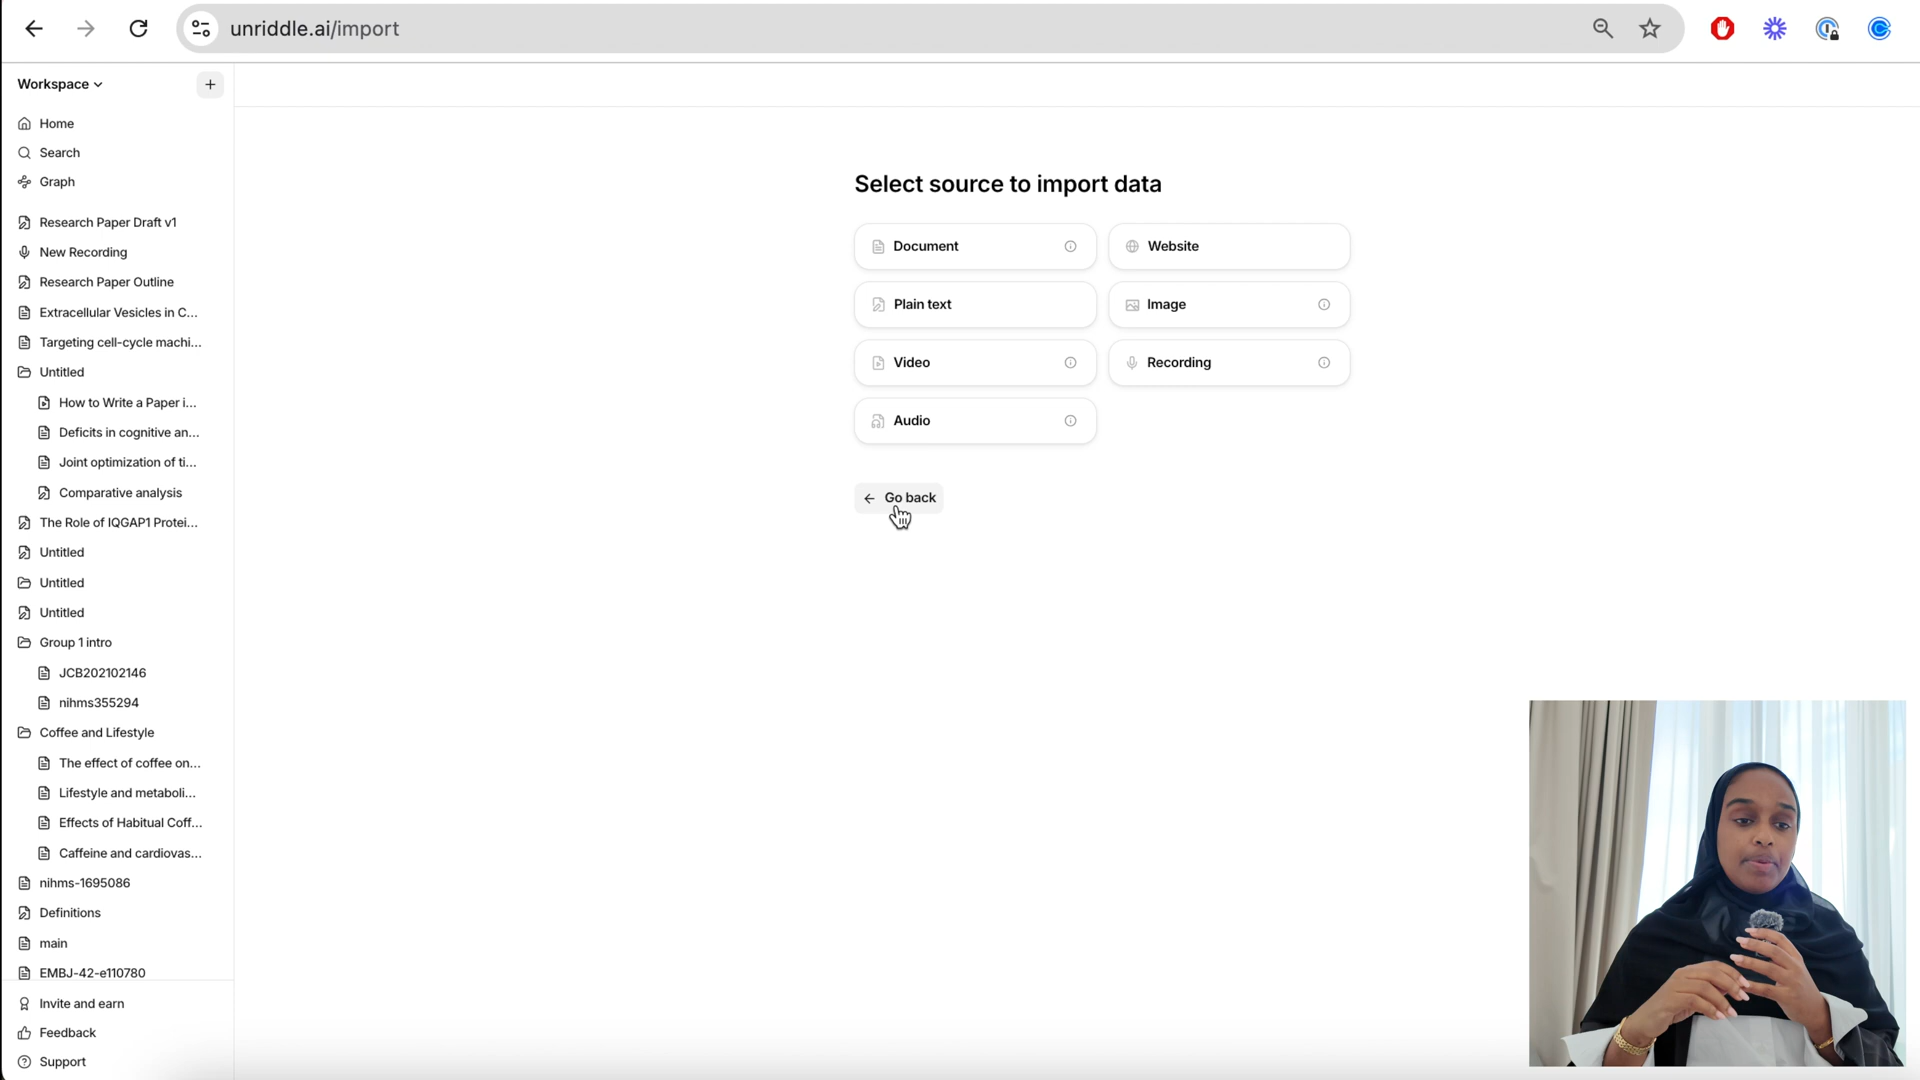 unriddle.ai/import
Workspace
Home
Search
Graph
Research Paper Draft v1
New Recording
Research Paper Outline
Extracellular Vesicles in C...
Targeting cell-cycle machi...
Untitled
How to Write a Paper i...
Deficits in cognitive an...
Joint optimization of ti...
Comparative analysis
The Role of IQGAP1 Protei...
Untitled
Untitled
Untitled
Group 1 intro
JCB202102146
nihms355294
Coffee and Lifestyle
The effect of coffee on...
Lifestyle and metaboli...
Effects of Habitual Coff...
Caffeine and cardiovas...
nihms-1695086
Definitions
main
EMBJ-42-e110780
Invite and earn
Feedback
Support
Select source to import data
Document
Website
Plain text
Image
Video
Recording
Audio
Go back